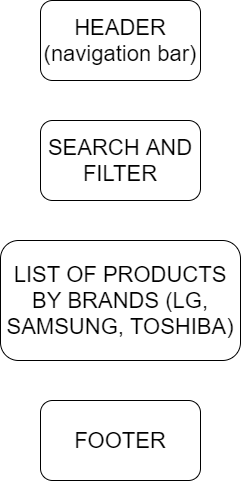 HEADER
(navigation bar)
SEARCH AND
FILTER
LIST OF PRODUCTS
BY BRANDS (LG,
SAMSUNG, TOSHIBA)
FOOTER